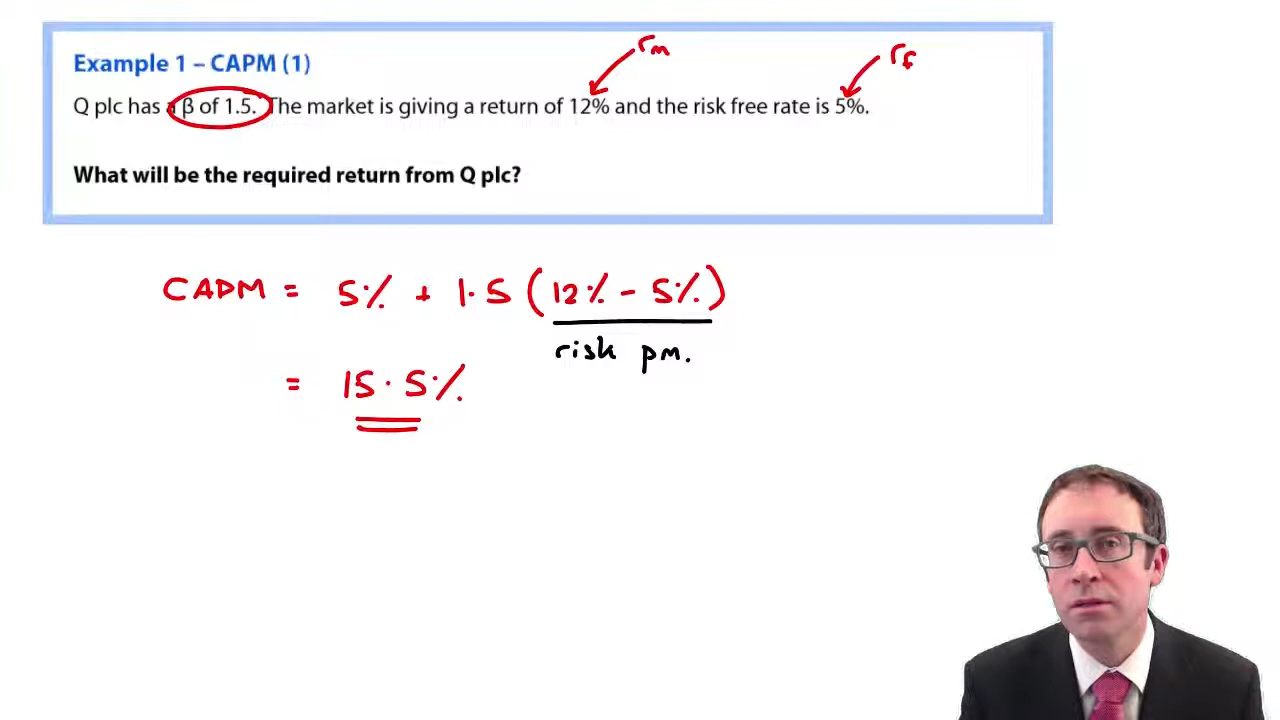 Example 1 – CAPM (1)
rm
rf
Q plc has a β of 1.5. The market is giving a return of 12% and the risk free rate is 5%.
What will be the required return from Q plc?
CAPM = 5% + 1.5 (12% - 5%)
risk pm.
= 15.5%